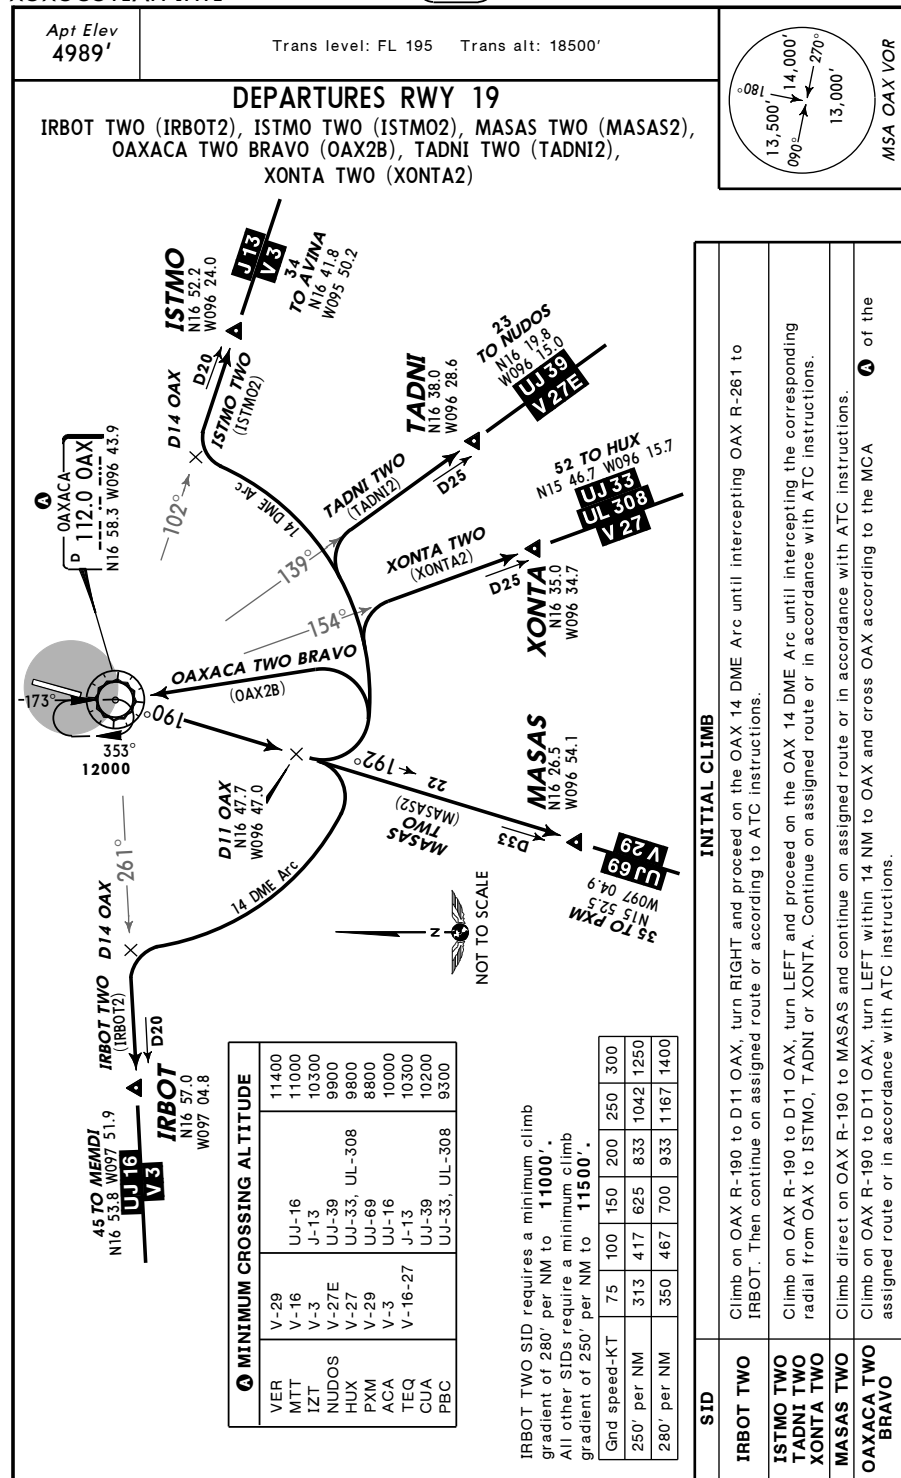 Apt Elev
4989'
Trans level: FL 195 Trans alt: 18500'
DEPARTURES RWY 19
IRBOT TWO (IRBOT2), ISTMO TWO (ISTMO2), MASAS TWO (MASAS2),
OAXACA TWO BRAVO (OAX2B), TADNI TWO (TADNI2),
XONTA TWO (XONTA2)
MSA OAX VOR
270°
180°
090°
14,000'
13,500'
13,000'
J 13
V 3
34
TO AVINA
N16 41.8
W095 50.2
ISTMO
N16 52.2
W096 24.0
D20
ISTMO TWO
(ISTMO2)
D14 OAX
102°
14 DME Arc
23
TO NUDOS
N16 19.8
W096 15.0
UJ 39
V 27E
TADNI
N16 38.0
W096 28.6
D25
TADNI TWO
(TADNI2)
139°
52 TO HUX
N15 46.7 W096 15.7
UJ 33
UL 308
V 27
XONTA
N16 35.0
W096 34.7
D25
XONTA TWO
(XONTA2)
154°
A
OAXACA
D 112.0 OAX
N16 58.3 W096 43.9
OAXACA TWO BRAVO
(OAX2B)
173°
353°
12000
190°
D11 OAX
N16 47.7
W096 47.0
192°
22
MASAS
TWO
(MASAS2)
D33
MASAS
N16 26.5
W096 54.1
UJ 69
V 29
35 TO PXM
N15 52.5
W097 04.9
14 DME Arc
261°
D14 OAX
IRBOT TWO
(IRBOT2)
D20
IRBOT
N16 57.0
W097 04.8
45 TO MEMDI
N16 53.8 W097 51.9
UJ 16
V 3
N
NOT TO SCALE
A MINIMUM CROSSING ALTITUDE
VER V-29 11400
MTT V-16 UJ-16 11000
IZT V-3 J-13 10300
NUDOS V-27E UJ-39 9900
HUX V-27 UJ-33, UL-308 9800
PXM V-29 UJ-69 8800
ACA V-3 UJ-16 10000
TEQ V-16-27 J-13 10300
CUA UJ-39 10200
PBC UJ-33, UL-308 9300
IRBOT TWO SID requires a minimum climb
gradient of 280' per NM to 11000'.
All other SIDs require a minimum climb
gradient of 250' per NM to 11500'.
Gnd speed-KT 75 100 150 200 250 300
250' per NM 313 417 625 833 1042 1250
280' per NM 350 467 700 933 1167 1400
SID INITIAL CLIMB
IRBOT TWO Climb on OAX R-190 to D11 OAX, turn RIGHT and proceed on the OAX 14 DME Arc until intercepting OAX R-261 to
IRBOT. Then continue on assigned route or according to ATC instructions.
ISTMO TWO
TADNI TWO
XONTA TWO
Climb on OAX R-190 to D11 OAX, turn LEFT and proceed on the OAX 14 DME Arc until intercepting the corresponding
radial from OAX to ISTMO, TADNI or XONTA. Continue on assigned route or in accordance with ATC instructions.
MASAS TWO Climb direct on OAX R-190 to MASAS and continue on assigned route or in accordance with ATC instructions.
OAXACA TWO
BRAVO
Climb on OAX R-190 to D11 OAX, turn LEFT within 14 NM to OAX and cross OAX according to the MCA A of the
assigned route or in accordance with ATC instructions.